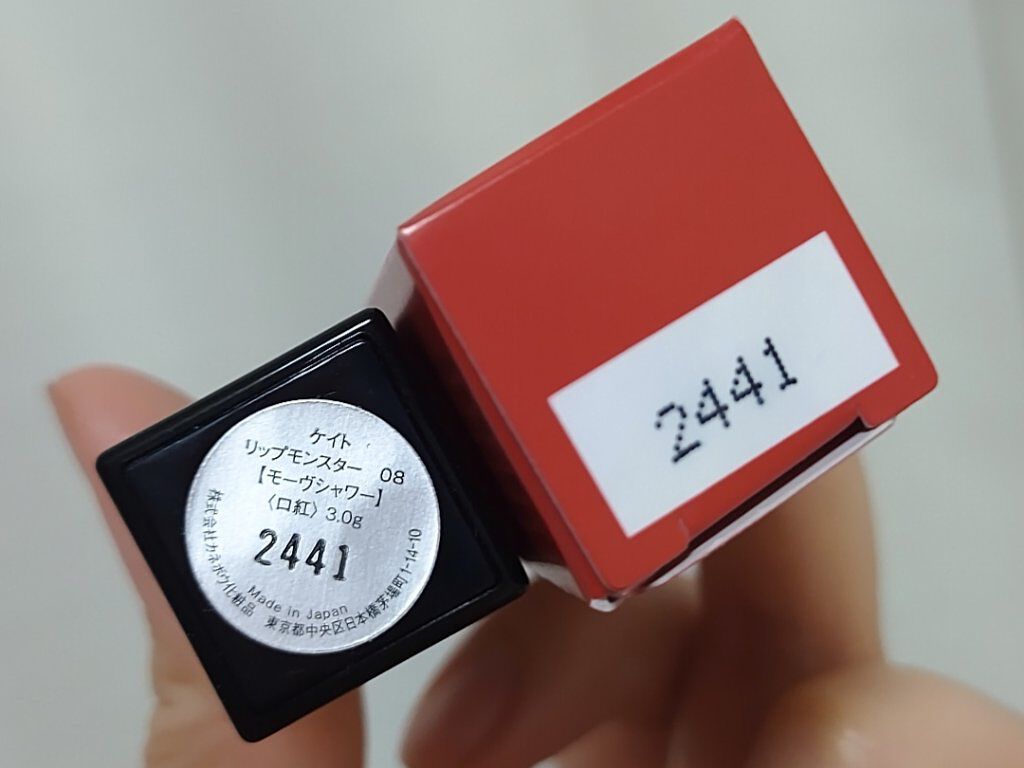 ケイト
リップモンスター 08
【モーヴシャワー】
〈口紅〉3.0g
2441
Made in Japan
株式会社カネボウ化粧品 東京都中央区日本橋茅場町1-14-10
2441